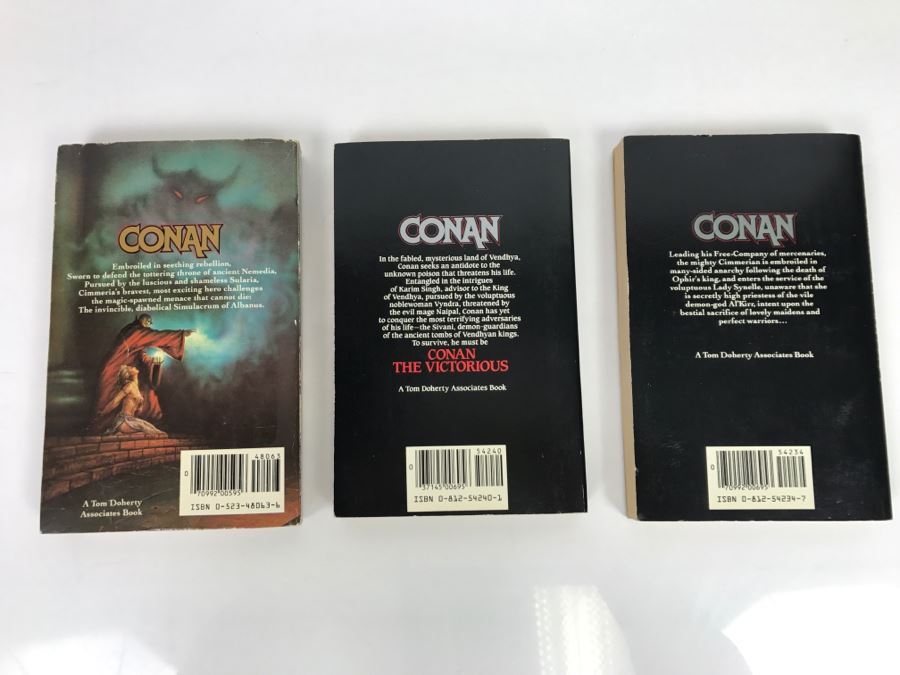 CONAN
Embroiled in seething rebellion,
Sworn to defend the tottering throne of ancient Nemedia,
Pursued by the luscious and shameless Sularia,
Cimmeria's bravest, most exciting hero challenges
the magic-spawned menace that cannot die:
The invincible, diabolical Simulacrum of Albanus.
48063
0
70992 00595
ISBN 0-523-48063-6
A Tom Doherty
Associates Book
CONAN
In the fabled, mysterious land of Vendhya,
Conan seeks an antidote to the
unknown poison that threatens his life.
Entangled in the intrigues
of Karim Singh, advisor to the King
of Vendhya, pursued by the voluptuous
noblewoman Vyndra, threatened by
the evil mage Naipal, Conan has yet
to conquer the most terrifying adversaries
of his life—the Sivani, demon-guardians
of the ancient tombs of Vendhyan kings.
To survive, he must be
CONAN
THE VICTORIOUS
A Tom Doherty Associates Book
54240
0
37145 00695
ISBN 0-812-54240-1
CONAN
Leading his Free-Company of mercenaries,
the mighty Cimmerian is embroiled in
many-sided anarchy following the death of
Ophir's king, and enters the service of the
voluptuous Lady Synelle, unaware that she
is secretly high priestess of the vile
demon-god Al'Kirr, intent upon the
bestial sacrifice of lovely maidens and
perfect warriors...
A Tom Doherty Associates Book
54234
0
70992 00695
ISBN 0-812-54234-7